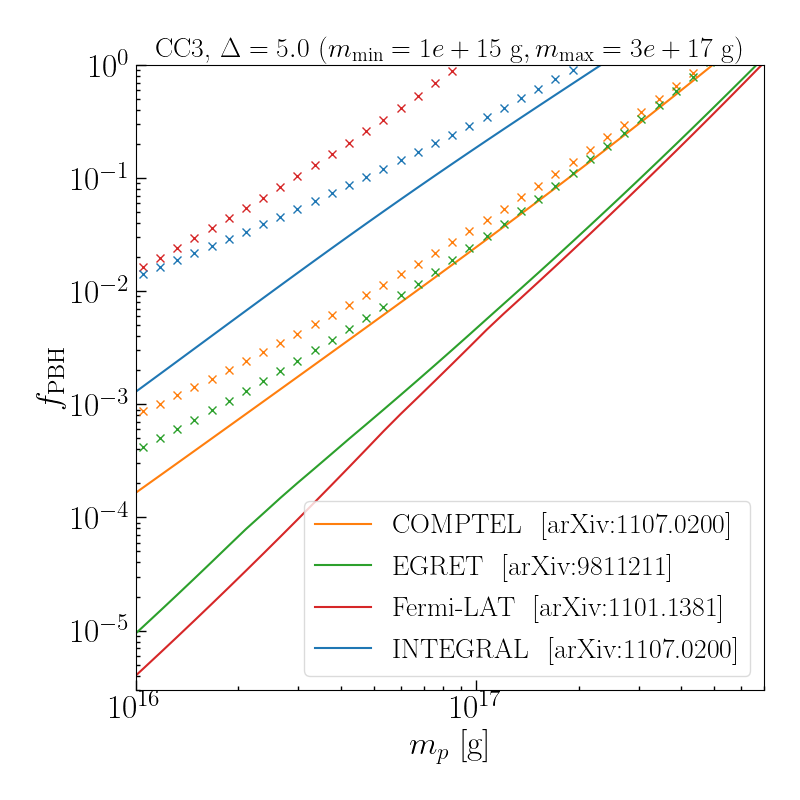 CC3, Δ = 5.0 (m_min = 1e + 15 g, m_max = 3e + 17 g)
10^0
10^−1
10^−2
10^−3
10^−4
10^−5
f_PBH
COMPTEL [arXiv:1107.0200]
EGRET [arXiv:9811211]
Fermi-LAT [arXiv:1101.1381]
INTEGRAL [arXiv:1107.0200]
10^16 10^17
m_p [g]